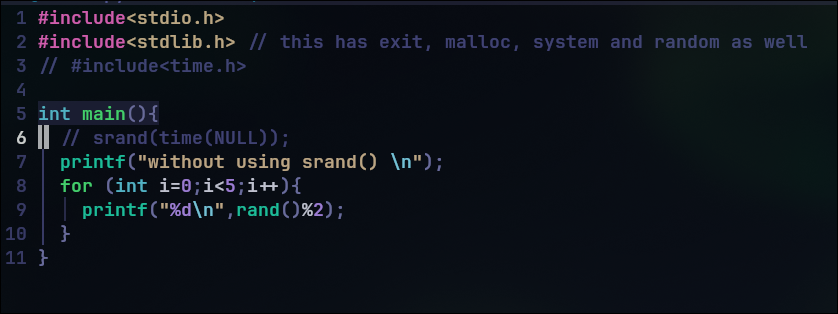 1 #include<stdio.h>
2 #include<stdlib.h> // this has exit, malloc, system and random as well
3 // #include<time.h>
4
5 int main(){
6 // srand(time(NULL));
7 printf("without using srand() \n");
8 for (int i=0;i<5;i++){
9 printf("%d\n",rand()%2);
10 }
11 }